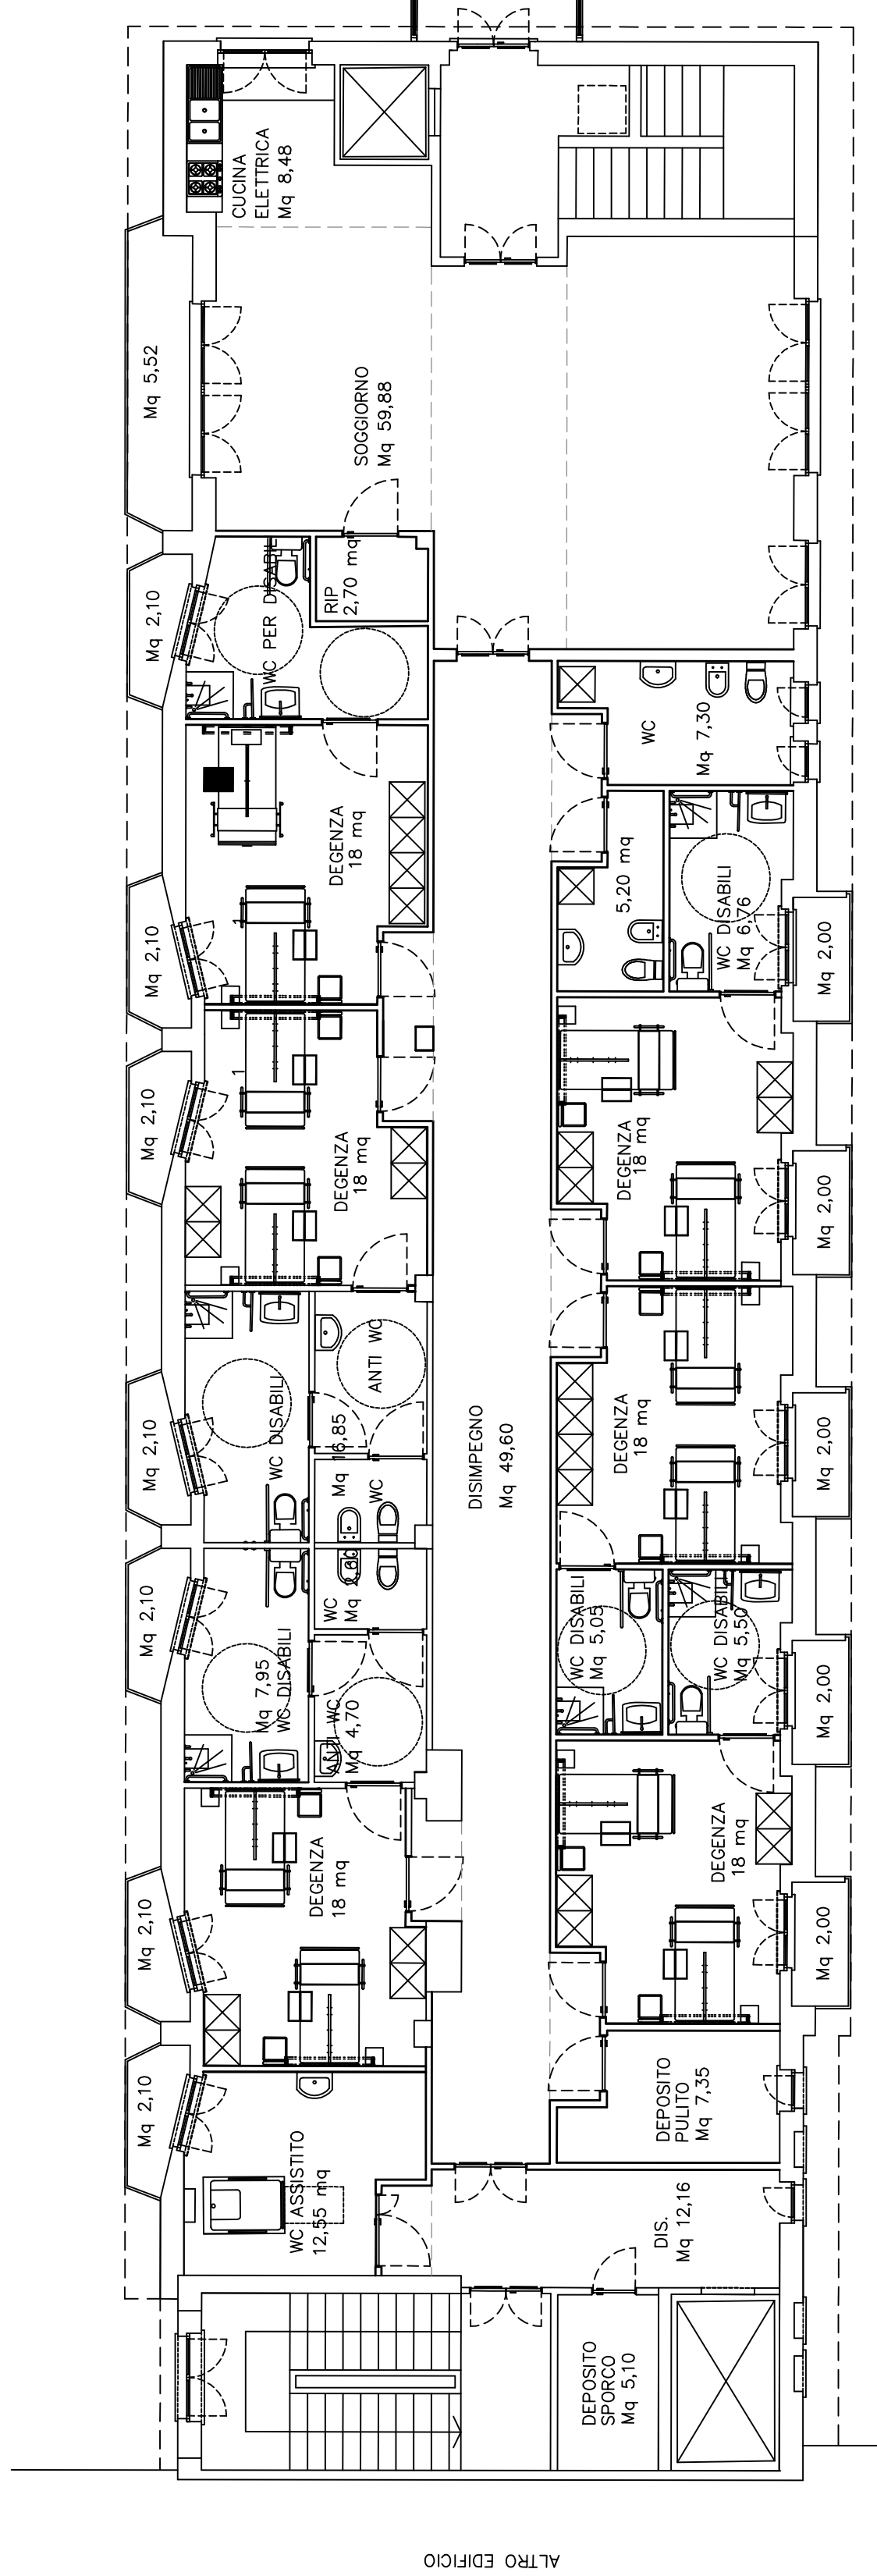 CUCINA
ELETTRICA
Mq 8,48
Mq 5,52
SOGGIORNO
Mq 59,88
RIP
2,70 mq
WC PER DISABIL
Mq 2,10
WC
Mq 7,30
DEGENZA
18 mq
5,20 mq
WC DISABILI
Mq 6,76
Mq 2,10
1
Mq 2,00
1
Mq 2,10
DEGENZA
18 mq
DEGENZA
18 mq
Mq 2,00
ANTI WC
WC DISABILI
Mq 16,85
WC
Mq 2,10
DISIMPEGNO
Mq 49,60
DEGENZA
18 mq
Mq 2,00
WC
Mq 2,60
Mq 2,10
Mq 7,95
WC DISABILI
ANTI WC
Mq 4,70
WC DISABILI
Mq 5,05
WC DISABILI
Mq 5,50
Mq 2,00
DEGENZA
18 mq
DEGENZA
18 mq
Mq 2,10
Mq 2,00
Mq 2,10
DEPOSITO
PULITO
Mq 7,35
WC ASSISTITO
12,55 mq
DIS.
Mq 12,16
DEPOSITO
SPORCO
Mq 5,10
ALTRO EDIFICIO